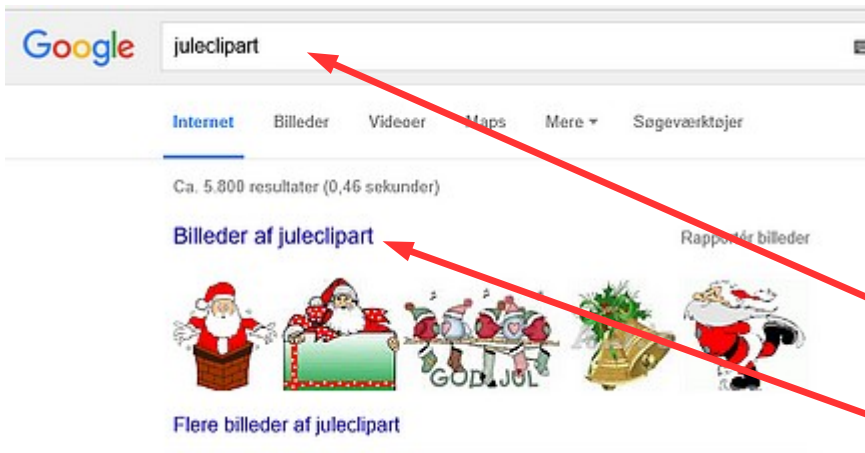 Google juleclipart
Internet Billeder Videoer Maps Mere Søgeværktøjer
Ca. 5.800 resultater (0,46 sekunder)
Billeder af juleclipart Rapportér billeder
GOD JUL
Flere billeder af juleclipart